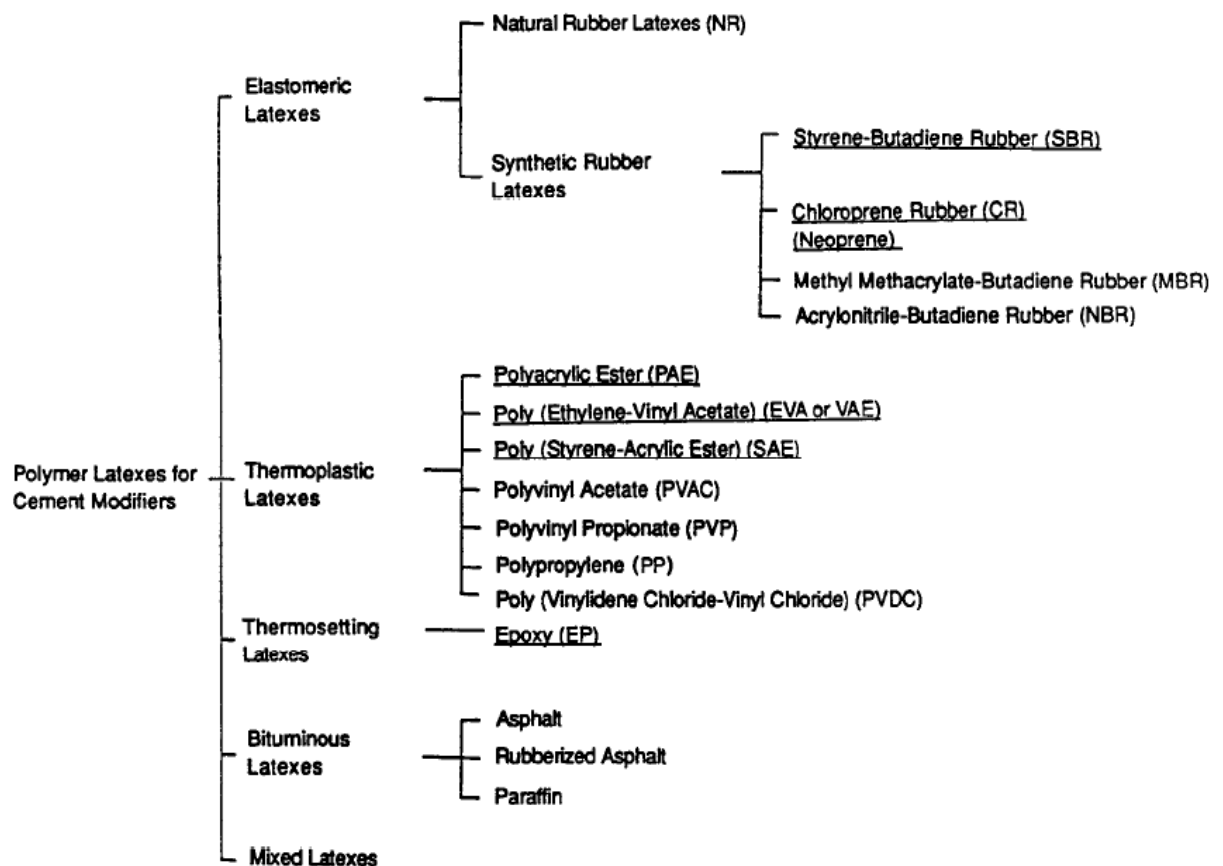 Natural Rubber Latexes (NR)
Elastomeric
Latexes
Styrene-Butadiene Rubber (SBR)
Synthetic Rubber
Latexes
Chloroprene Rubber (CR)
(Neoprene)
Methyl Methacrylate-Butadiene Rubber (MBR)
Acrylonitrile-Butadiene Rubber (NBR)
Polyacrylic Ester (PAE)
Poly (Ethylene-Vinyl Acetate) (EVA or VAE)
Poly (Styrene-Acrylic Ester) (SAE)
Polymer Latexes for
Cement Modifiers
Thermoplastic
Latexes
Polyvinyl Acetate (PVAC)
Polyvinyl Propionate (PVP)
Polypropylene (PP)
Poly (Vinylidene Chloride-Vinyl Chloride) (PVDC)
Thermosetting
Latexes
Epoxy (EP)
Bituminous
Latexes
Asphalt
Rubberized Asphalt
Paraffin
Mixed Latexes